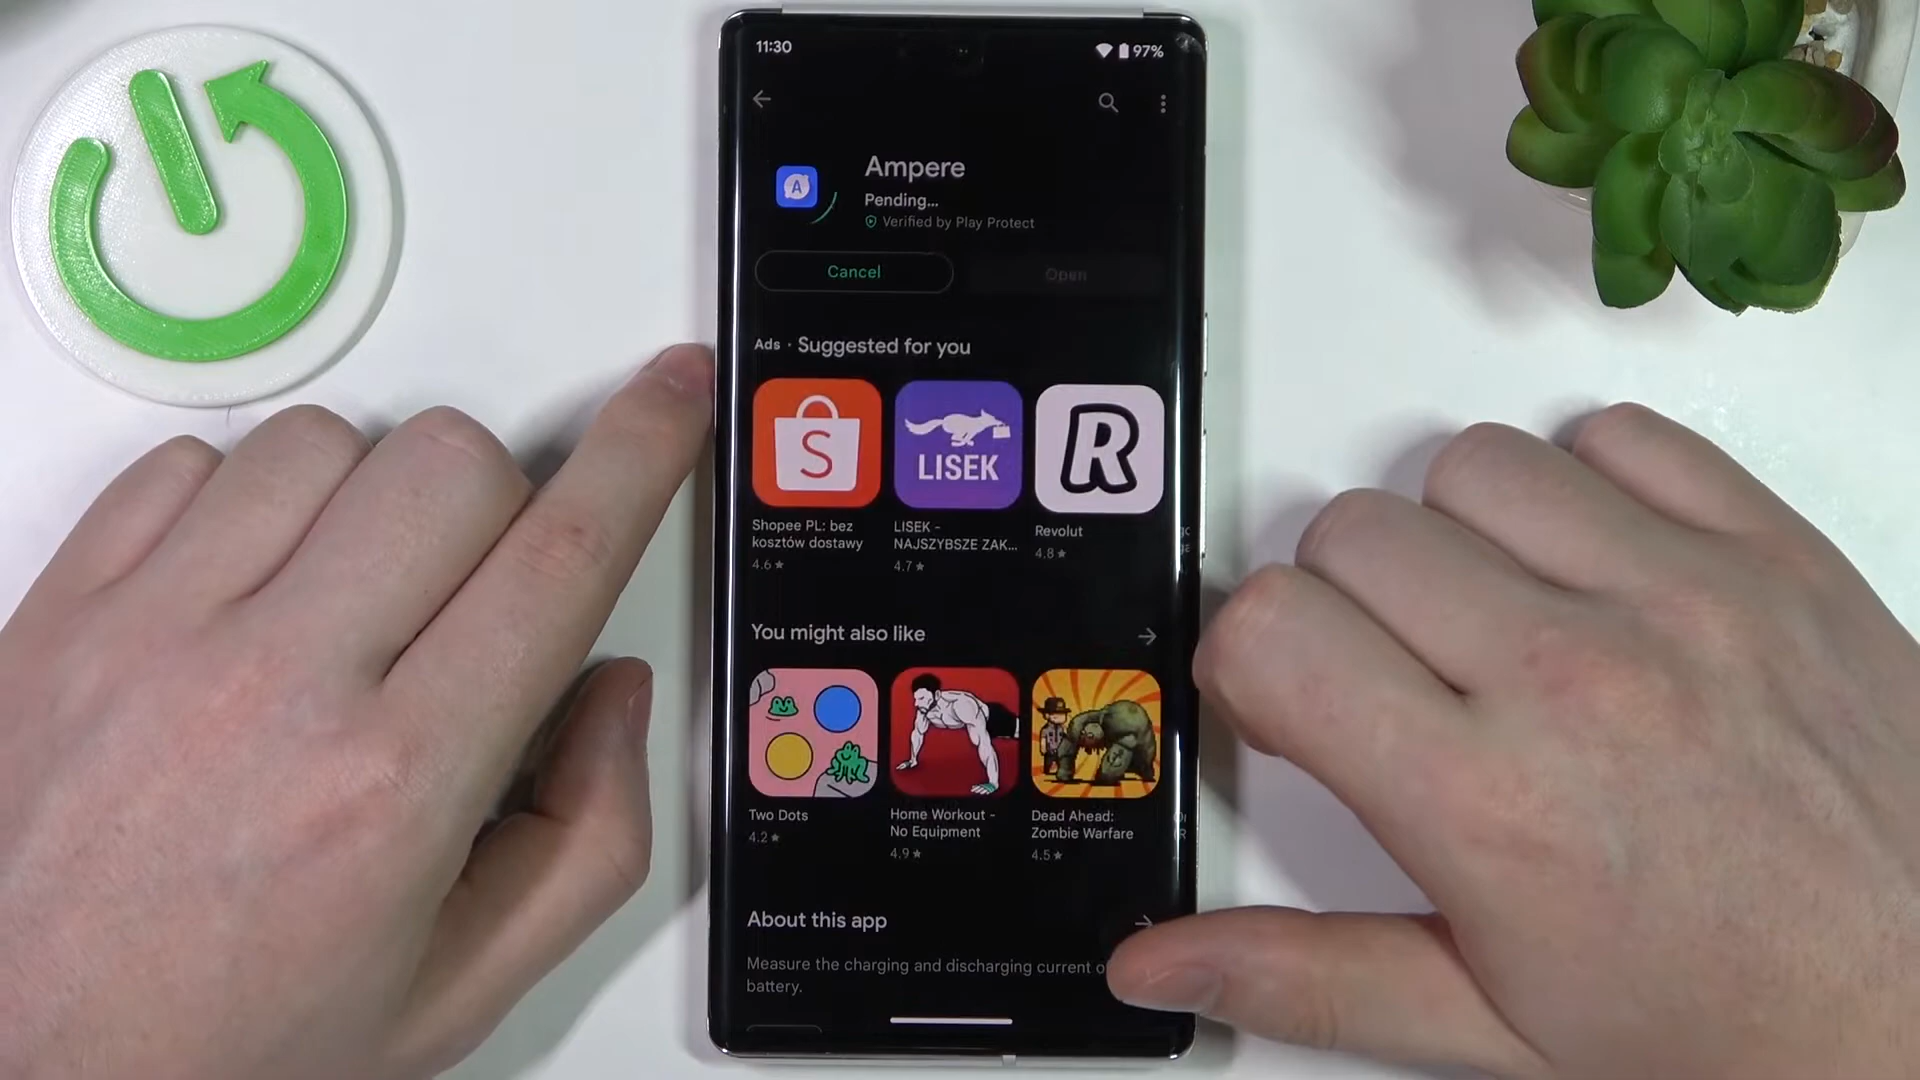 11:30
97%
Ampere
Pending...
Verified by Play Protect
Cancel
Open
Ads · Suggested for you
S
LISEK
R
Shopee PL: bez
kosztów dostawy
4.6★
LISEK -
NAJSZYBSZE ZAK...
4.7★
Revolut
4.8★
You might also like
Two Dots
4.2★
Home Workout -
No Equipment
4.9★
Dead Ahead:
Zombie Warfare
4.5★
About this app
Measure the charging and discharging current
battery.